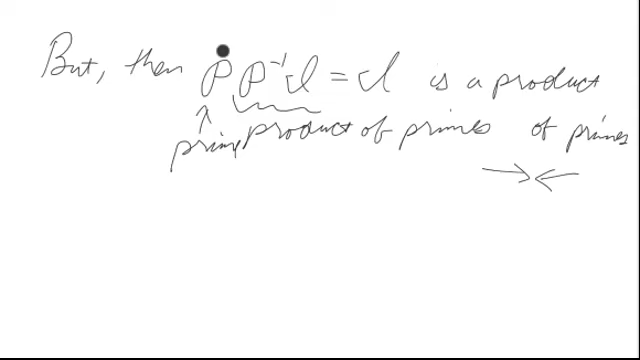 But, then P P⁻¹ I = I is a product
prime product of primes of primes
→←